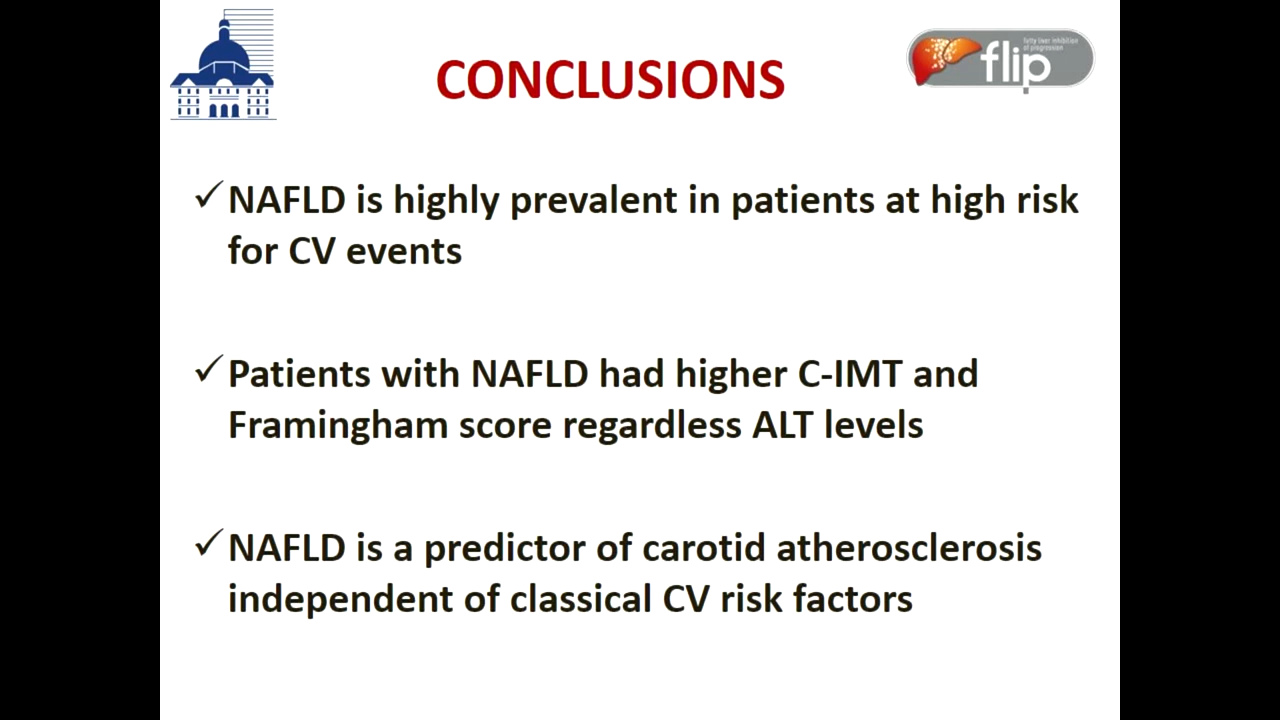 CONCLUSIONS
fatty liver inhibition
of progression
flip
✓ NAFLD is highly prevalent in patients at high risk
for CV events
✓ Patients with NAFLD had higher C-IMT and
Framingham score regardless ALT levels
✓ NAFLD is a predictor of carotid atherosclerosis
independent of classical CV risk factors